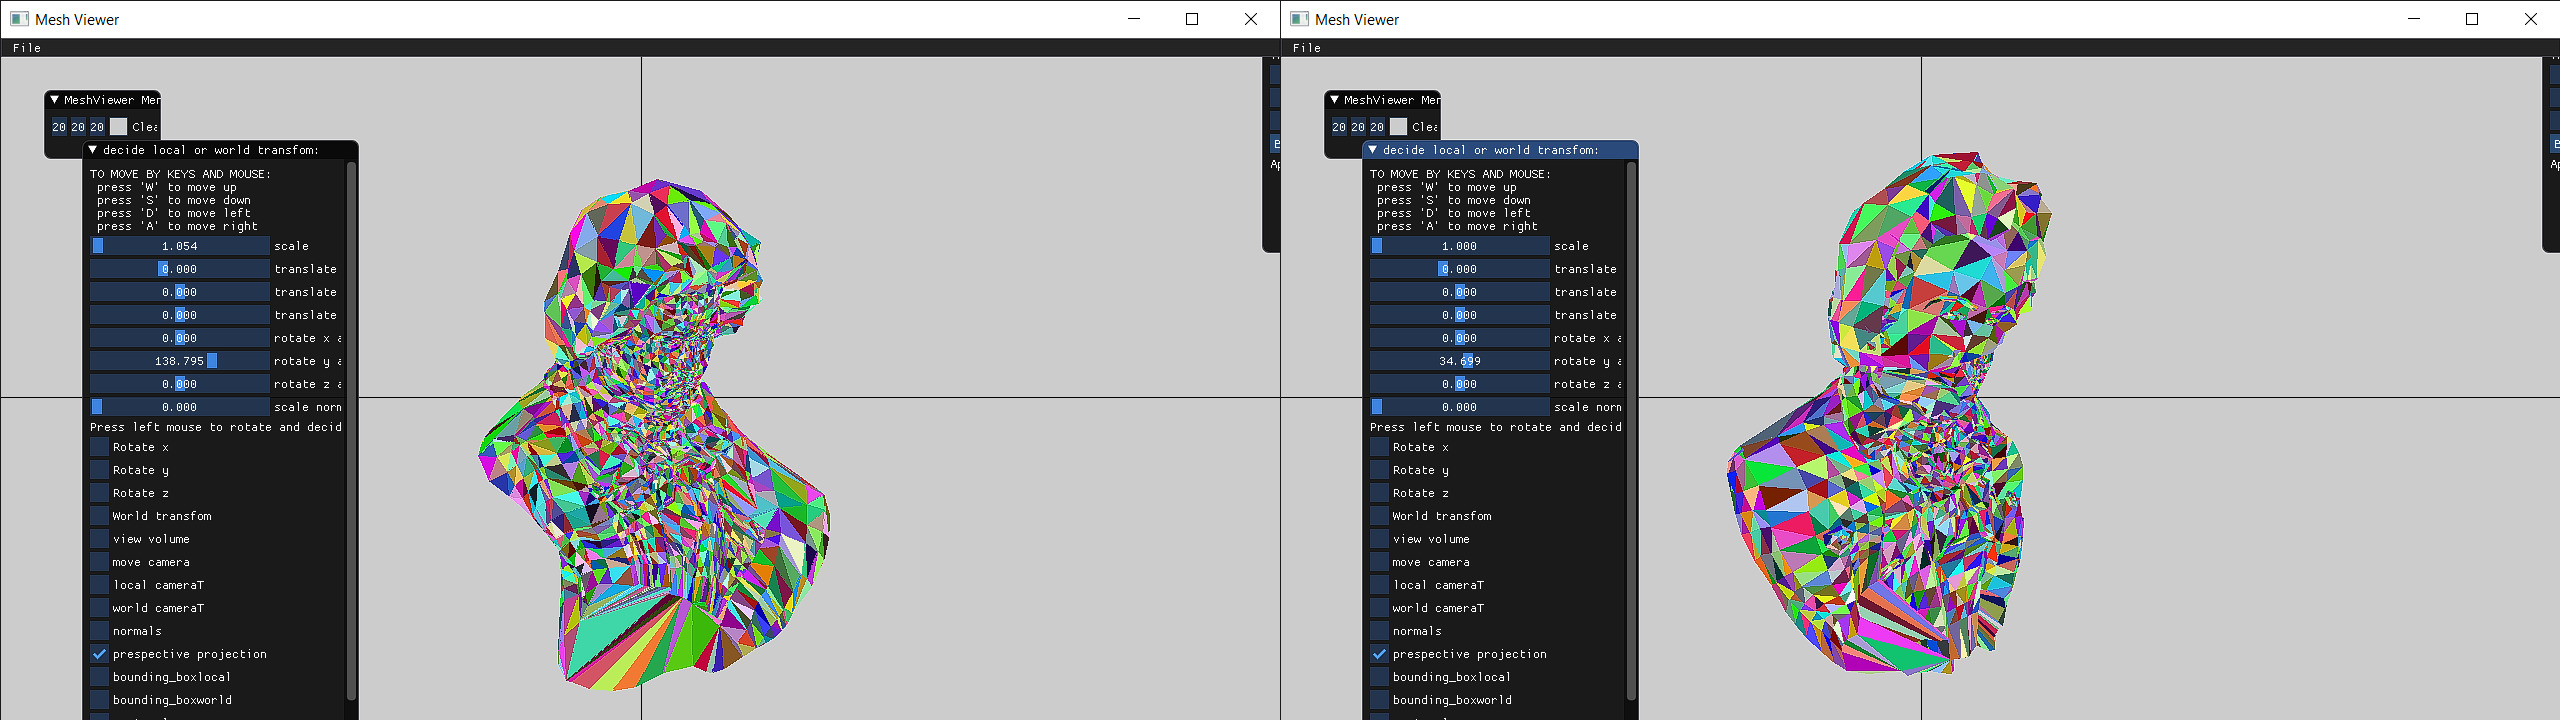 Mesh Viewer
File
MeshViewer Mer
20 20 20 Clea
decide local or world transfom:
TO MOVE BY KEYS AND MOUSE:
press 'W' to move up
press 'S' to move down
press 'D' to move left
press 'A' to move right
1.054 scale
0.000 translate
0.000 translate
0.000 translate
0.000 rotate x a
138.795 rotate y a
0.000 rotate z a
0.000 scale norm
Press left mouse to rotate and decid
Rotate x
Rotate y
Rotate z
World transfom
view volume
move camera
local cameraT
world cameraT
normals
prespective projection
bounding_boxlocal
bounding_boxworld
B
Ap
Mesh Viewer
File
MeshViewer Mer
20 20 20 Clea
decide local or world transfom:
TO MOVE BY KEYS AND MOUSE:
press 'W' to move up
press 'S' to move down
press 'D' to move left
press 'A' to move right
1.000 scale
0.000 translate
0.000 translate
0.000 translate
0.000 rotate x a
34.699 rotate y a
0.000 rotate z a
0.000 scale norm
Press left mouse to rotate and decid
Rotate x
Rotate y
Rotate z
World transfom
view volume
move camera
local cameraT
world cameraT
normals
prespective projection
bounding_boxlocal
bounding_boxworld
B
Ap